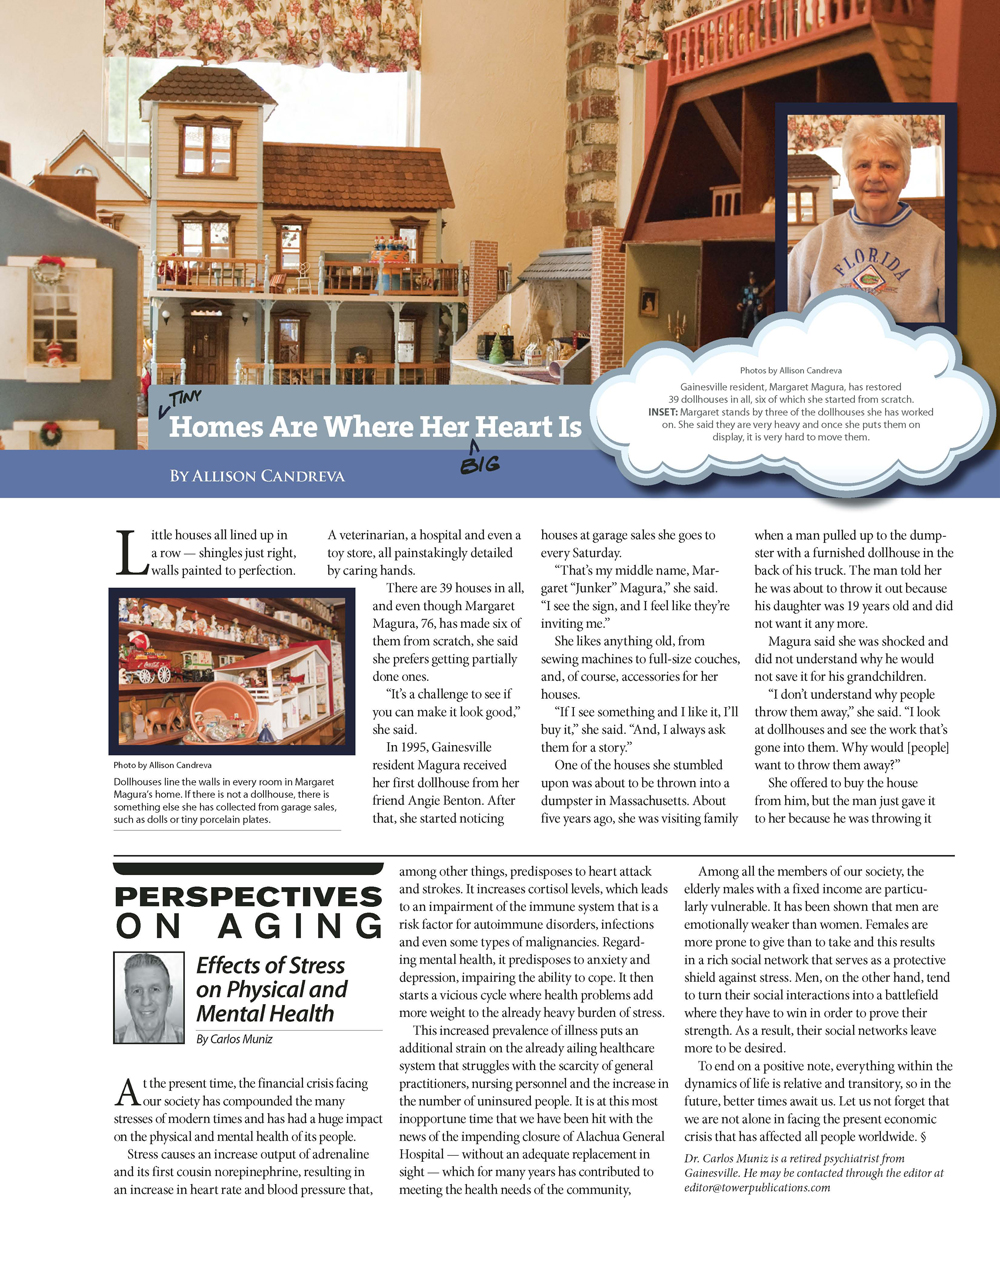 FLORIDA
Photos by Allison Candreva
Gainesville resident, Margaret Magura, has restored
39 dollhouses in all, six of which she started from scratch.
INSET: Margaret stands by three of the dollhouses she has worked
on. She said they are very heavy and once she puts them on
display, it is very hard to move them.
TINY
Homes Are Where Her Heart Is
BIG
By Allison Candreva
Little houses all lined up in
a row — shingles just right,
walls painted to perfection.
Photo by Allison Candreva
Dollhouses line the walls in every room in Margaret
Magura's home. If there is not a dollhouse, there is
something else she has collected from garage sales,
such as dolls or tiny porcelain plates.
A veterinarian, a hospital and even a
toy store, all painstakingly detailed
by caring hands.
There are 39 houses in all,
and even though Margaret
Magura, 76, has made six of
them from scratch, she said
she prefers getting partially
done ones.
“It's a challenge to see if
you can make it look good,”
she said.
In 1995, Gainesville
resident Magura received
her first dollhouse from her
friend Angie Benton. After
that, she started noticing
houses at garage sales she goes to
every Saturday.
“That's my middle name, Mar-
garet “Junker” Magura,” she said.
“I see the sign, and I feel like they're
inviting me.”
She likes anything old, from
sewing machines to full-size couches,
and, of course, accessories for her
houses.
“If I see something and I like it, I'll
buy it,” she said. “And, I always ask
them for a story.”
One of the houses she stumbled
upon was about to be thrown into a
dumpster in Massachusetts. About
five years ago, she was visiting family
when a man pulled up to the dump-
ster with a furnished dollhouse in the
back of his truck. The man told her
he was about to throw it out because
his daughter was 19 years old and did
not want it any more.
Magura said she was shocked and
did not understand why he would
not save it for his grandchildren.
“I don't understand why people
throw them away,” she said. “I look
at dollhouses and see the work that's
gone into them. Why would [people]
want to throw them away?”
She offered to buy the house
from him, but the man just gave it
to her because he was throwing it
PERSPECTIVES
ON AGING
Effects of Stress
on Physical and
Mental Health
By Carlos Muniz
At the present time, the financial crisis facing
our society has compounded the many
stresses of modern times and has had a huge impact
on the physical and mental health of its people.
Stress causes an increase output of adrenaline
and its first cousin norepinephrine, resulting in
an increase in heart rate and blood pressure that,
among other things, predisposes to heart attack
and strokes. It increases cortisol levels, which leads
to an impairment of the immune system that is a
risk factor for autoimmune disorders, infections
and even some types of malignancies. Regard-
ing mental health, it predisposes to anxiety and
depression, impairing the ability to cope. It then
starts a vicious cycle where health problems add
more weight to the already heavy burden of stress.
This increased prevalence of illness puts an
additional strain on the already ailing healthcare
system that struggles with the scarcity of general
practitioners, nursing personnel and the increase in
the number of uninsured people. It is at this most
inopportune time that we have been hit with the
news of the impending closure of Alachua General
Hospital — without an adequate replacement in
sight — which for many years has contributed to
meeting the health needs of the community,
Among all the members of our society, the
elderly males with a fixed income are particu-
larly vulnerable. It has been shown that men are
emotionally weaker than women. Females are
more prone to give than to take and this results
in a rich social network that serves as a protective
shield against stress. Men, on the other hand, tend
to turn their social interactions into a battlefield
where they have to win in order to prove their
strength. As a result, their social networks leave
more to be desired.
To end on a positive note, everything within the
dynamics of life is relative and transitory, so in the
future, better times await us. Let us not forget that
we are not alone in facing the present economic
crisis that has affected all people worldwide. §
Dr. Carlos Muniz is a retired psychiatrist from
Gainesville. He may be contacted through the editor at
editor@towerpublications.com